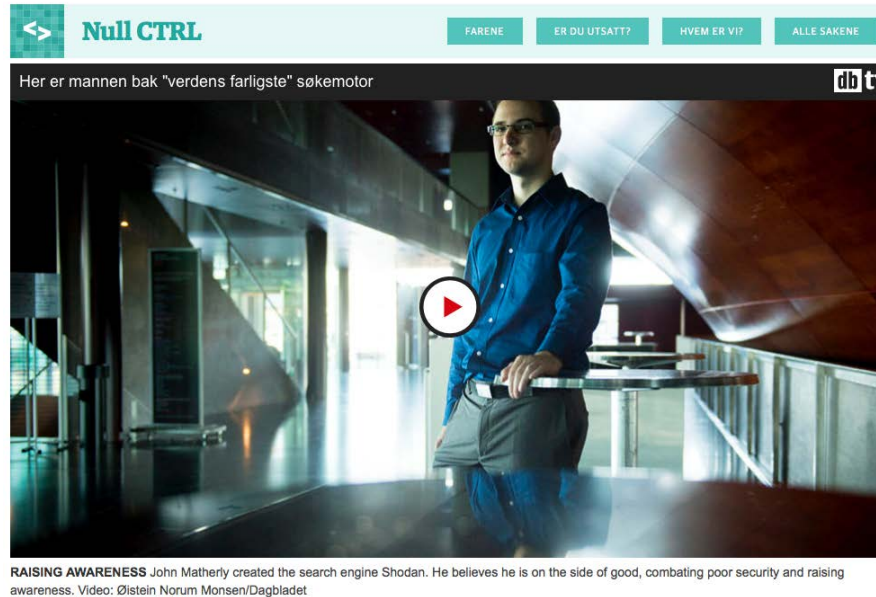 <> Null CTRL
FARENE
ER DU UTSATT?
HVEM ER VI?
ALLE SAKENE
Her er mannen bak "verdens farligste" søkemotor
db t
RAISING AWARENESS John Matherly created the search engine Shodan. He believes he is on the side of good, combating poor security and raising
awareness. Video: Øistein Norum Monsen/Dagbladet